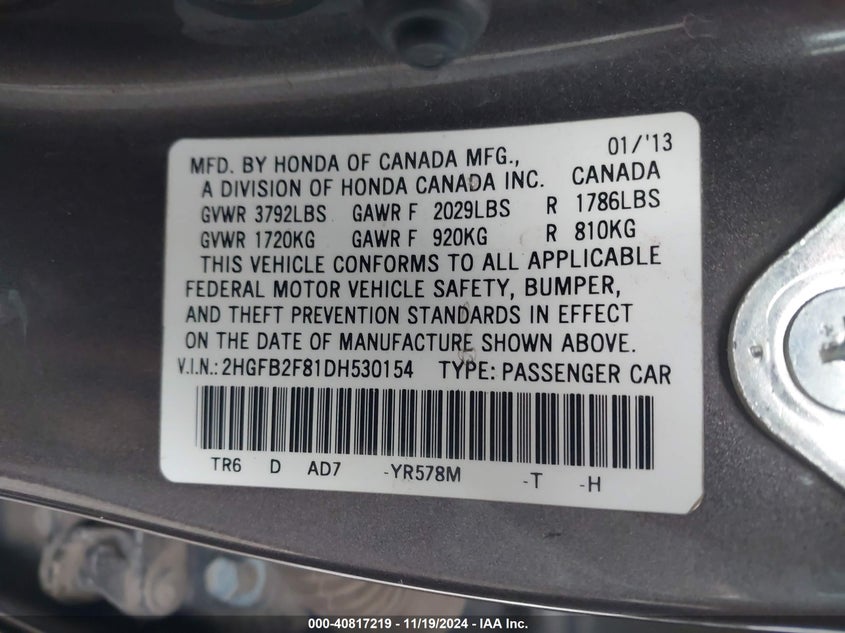 01/'13
MFD. BY HONDA OF CANADA MFG.,
A DIVISION OF HONDA CANADA INC. CANADA
GVWR 3792LBS GAWR F 2029LBS R 1786LBS
GVWR 1720KG GAWR F 920KG R 810KG
THIS VEHICLE CONFORMS TO ALL APPLICABLE
FEDERAL MOTOR VEHICLE SAFETY, BUMPER,
AND THEFT PREVENTION STANDARDS IN EFFECT
ON THE DATE OF MANUFACTURE SHOWN ABOVE.
V.I.N.: 2HGFB2F81DH530154 TYPE: PASSENGER CAR
TR6 D AD7 -YR578M -T -H
000-40817219 - 11/19/2024 - IAA Inc.